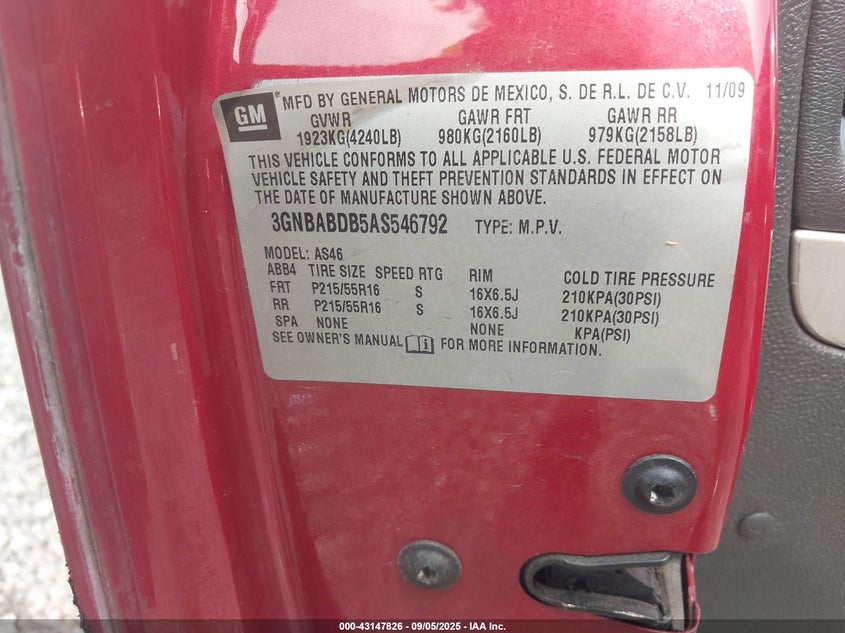 GM
®MFD BY GENERAL MOTORS DE MEXICO, S. DE R.L. DE C.V. 11/09
GVWR GAWR FRT GAWR RR
1923KG(4240LB) 980KG(2160LB) 979KG(2158LB)
THIS VEHICLE CONFORMS TO ALL APPLICABLE U.S. FEDERAL MOTOR
VEHICLE SAFETY AND THEFT PREVENTION STANDARDS IN EFFECT ON
THE DATE OF MANUFACTURE SHOWN ABOVE.
3GNBABDB5AS546792 TYPE: M.P.V.
MODEL: AS46
ABB4 TIRE SIZE SPEED RTG RIM COLD TIRE PRESSURE
FRT P215/55R16 S 16X6.5J 210KPA(30PSI)
RR P215/55R16 S 16X6.5J 210KPA(30PSI)
SPA NONE NONE KPA(PSI)
SEE OWNER'S MANUAL i FOR MORE INFORMATION.
000-43147826 - 09/05/2025 - IAA Inc.